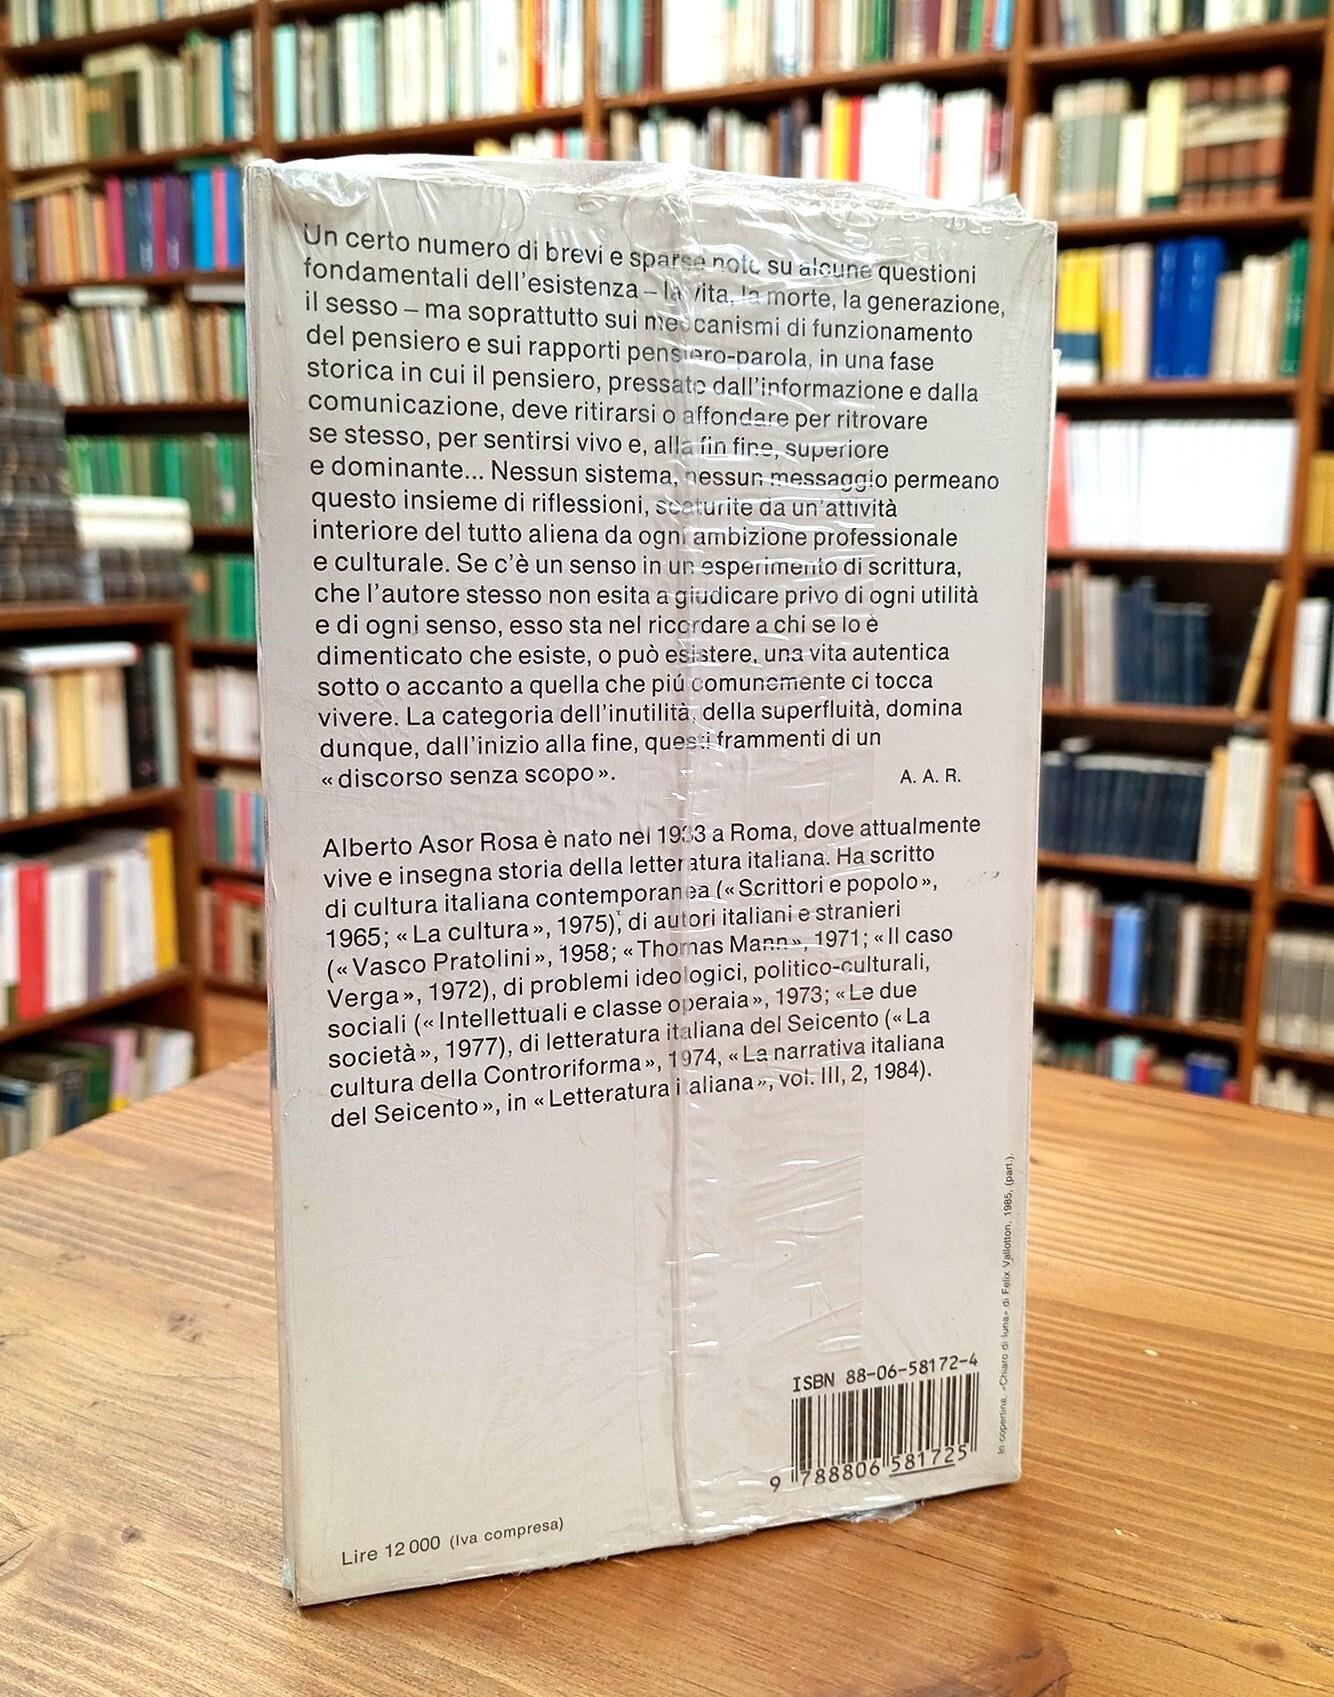 Un certo numero di brevi e sparse note su alcune questioni
fondamentali dell'esistenza – la vita, la morte, la generazione,
il sesso – ma soprattutto sui meccanismi di funzionamento
del pensiero e sui rapporti pensiero-parola, in una fase
storica in cui il pensiero, pressato dall'informazione e dalla
comunicazione, deve ritirarsi o affondare per ritrovare
se stesso, per sentirsi vivo e, alla fin fine, superiore
e dominante... Nessun sistema, nessun messaggio permeano
questo insieme di riflessioni, scaturite da un'attività
interiore del tutto aliena da ogni ambizione professionale
e culturale. Se c'è un senso in un esperimento di scrittura,
che l'autore stesso non esita a giudicare privo di ogni utilità
e di ogni senso, esso sta nel ricordare a chi se lo è
dimenticato che esiste, o può esistere, una vita autentica
sotto o accanto a quella che piú comunemente ci tocca
vivere. La categoria dell'inutilità, della superfluità, domina
dunque, dall'inizio alla fine, questi frammenti di un
« discorso senza scopo ».
A. A. R.
Alberto Asor Rosa è nato nel 1933 a Roma, dove attualmente
vive e insegna storia della letteratura italiana. Ha scritto
di cultura italiana contemporanea (« Scrittori e popolo »,
1965; « La cultura », 1975), di autori italiani e stranieri
(« Vasco Pratolini », 1958; « Thomas Mann », 1971; « Il caso
Verga », 1972), di problemi ideologici, politico-culturali,
sociali (« Intellettuali e classe operaia », 1973; « Le due
società », 1977), di letteratura italiana del Seicento (« La
cultura della Controriforma », 1974, « La narrativa italiana
del Seicento », in « Letteratura italiana », vol. III, 2, 1984).
In copertina, «Chiaro di luna» di Felix Vallotton, 1985, (part.).
ISBN 88-06-58172-4
9 788806 581725
Lire 12 000 (Iva compresa)